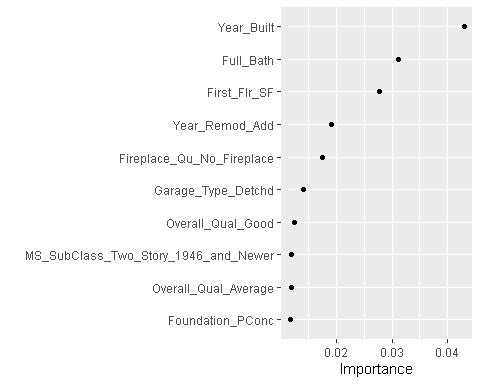 Year_Built
Full_Bath
First_Flr_SF
Year_Remod_Add
Fireplace_Qu_No_Fireplace
Garage_Type_Detchd
Overall_Qual_Good
MS_SubClass_Two_Story_1946_and_Newer
Overall_Qual_Average
Foundation_PConc
0.02 0.03 0.04
Importance